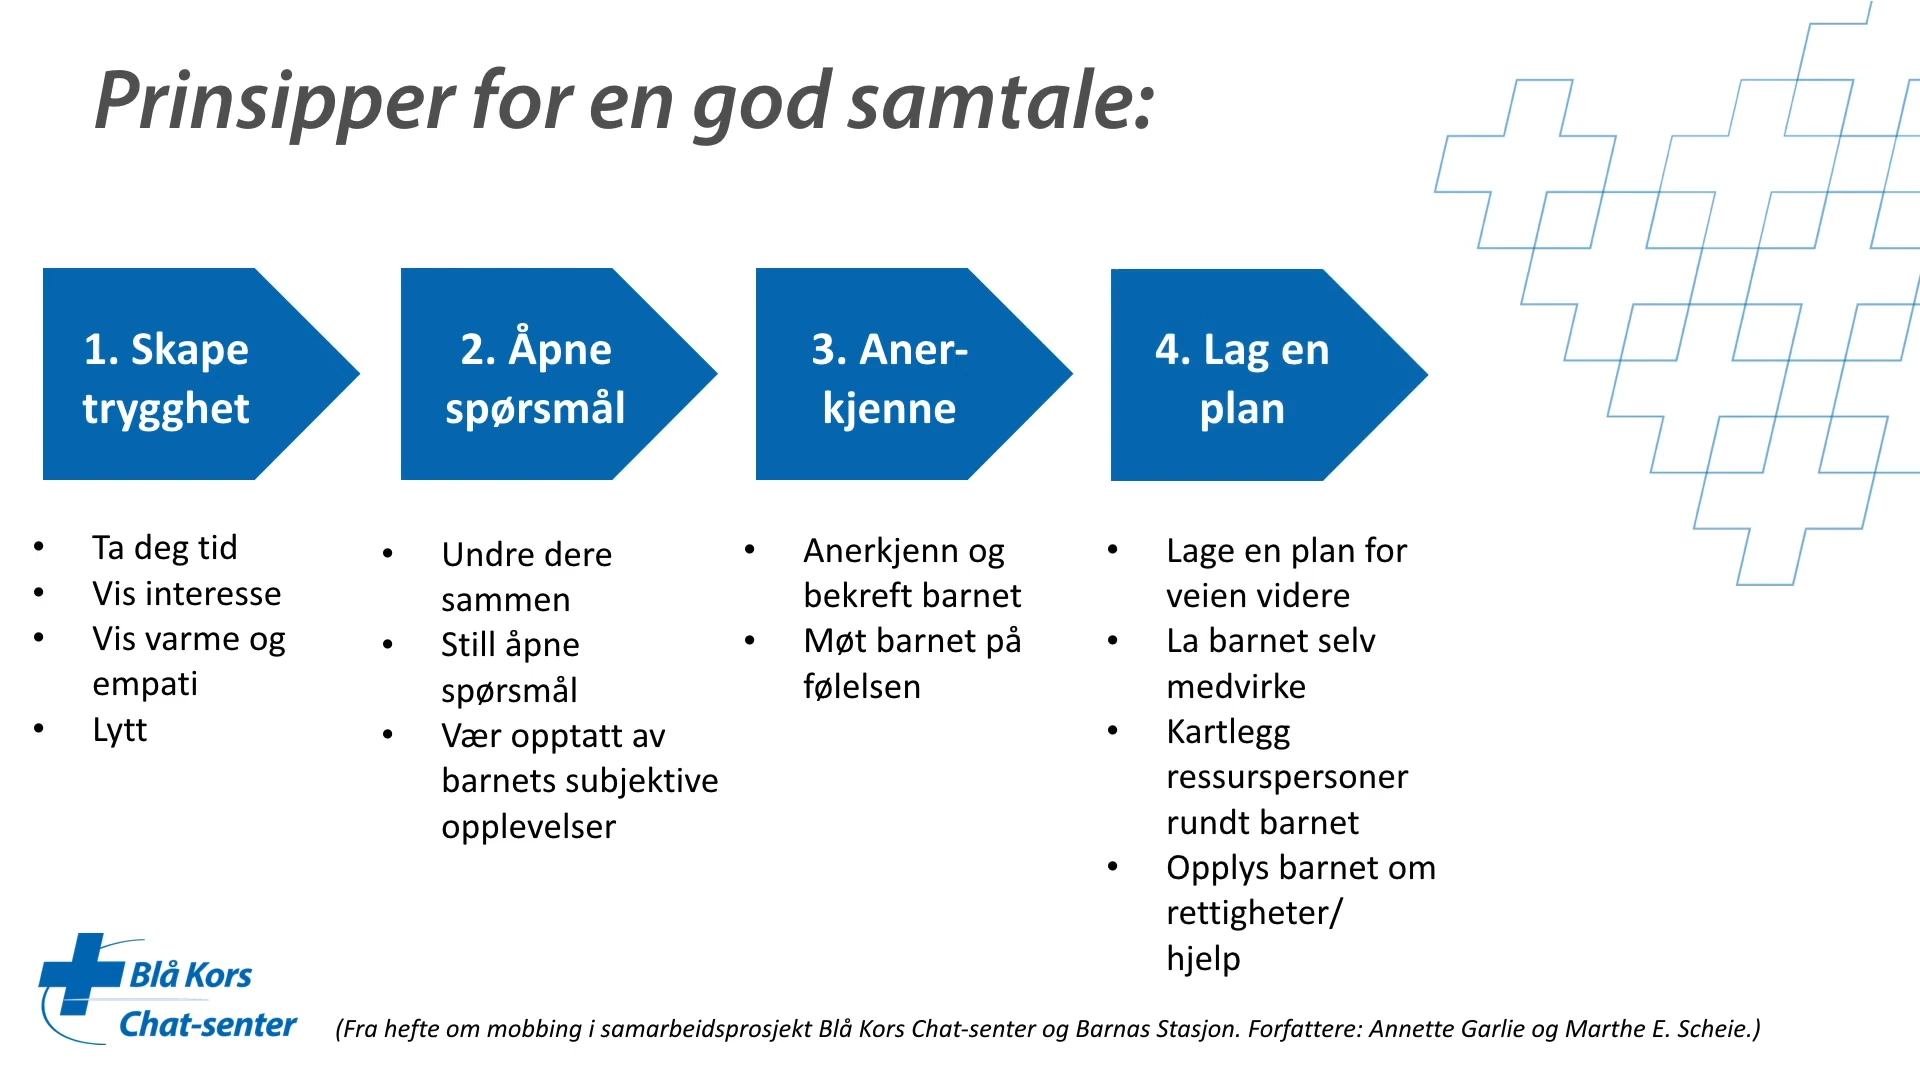 Prinsipper for en god samtale:
1. Skape
trygghet
2. Åpne
spørsmål
3. Aner-
kjenne
4. Lag en
plan
• Ta deg tid
• Vis interesse
• Vis varme og
empati
• Lytt
• Undre dere
sammen
• Still åpne
spørsmål
• Vær opptatt av
barnets subjektive
opplevelser
• Anerkjenn og
bekreft barnet
• Møt barnet på
følelsen
• Lage en plan for
veien videre
• La barnet selv
medvirke
• Kartlegg
ressurspersoner
rundt barnet
• Opplys barnet om
rettigheter/
hjelp
Blå Kors
Chat-senter
(Fra hefte om mobbing i samarbeidsprosjekt Blå Kors Chat-senter og Barnas Stasjon. Forfattere: Annette Garlie og Marthe E. Scheie.)